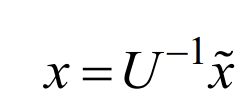 x = U⁻¹x̃